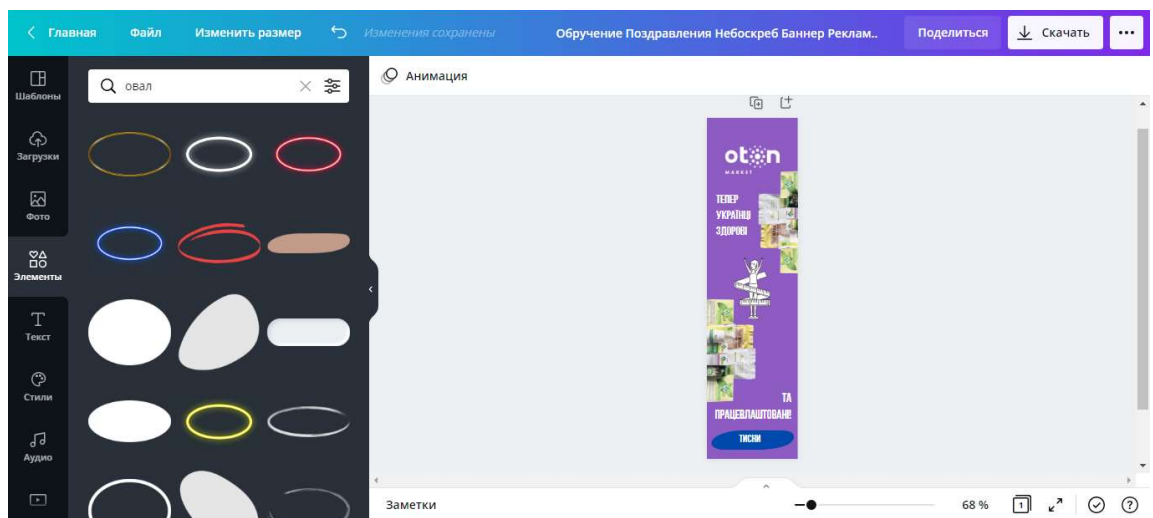 Главная Файл Изменить размер Изменения сохранены Обручение Поздравления Небоскреб Баннер Реклам.. Поделиться Скачать
Шаблоны
Загрузки
Фото
Элементы
Текст
Стили
Аудио
овал
Анимация
oton
MARKET
ТЕПЕР
УКРАЇНЦІ
ЗДОРОВІ
ТА
ПРАЦЕВЛАШТОВАНІ!
ТИСНИ
Заметки 68 % 1